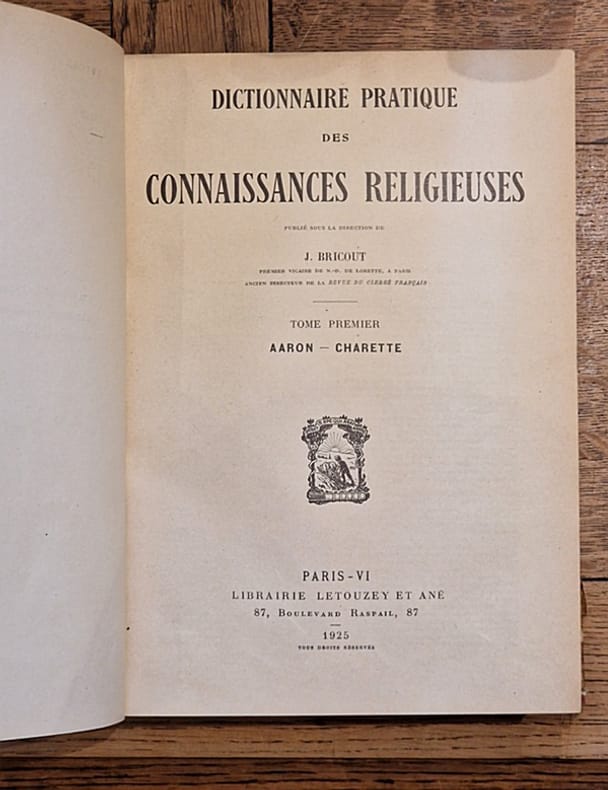 DICTIONNAIRE PRATIQUE
DES
CONNAISSANCES RELIGIEUSES
PUBLIÉ SOUS LA DIRECTION DE
J. BRICOUT
PREMIER VICAIRE DE N.-D. DE LORETTE, A PARIS
ANCIEN DIRECTEUR DE LA REVUE DU CLERGÉ FRANÇAIS
TOME PREMIER
AARON — CHARETTE
PARIS-VI
LIBRAIRIE LETOUZEY ET ANÉ
87, BOULEVARD RASPAIL, 87
1925
TOUS DROITS RÉSERVÉS